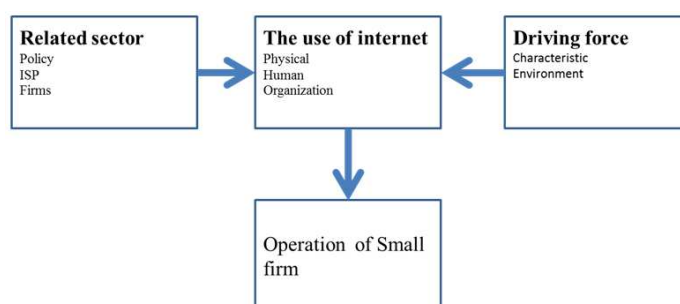 Related sector
Policy
ISP
Firms
The use of internet
Physical
Human
Organization
Driving force
Characteristic
Environment
Operation of Small
firm